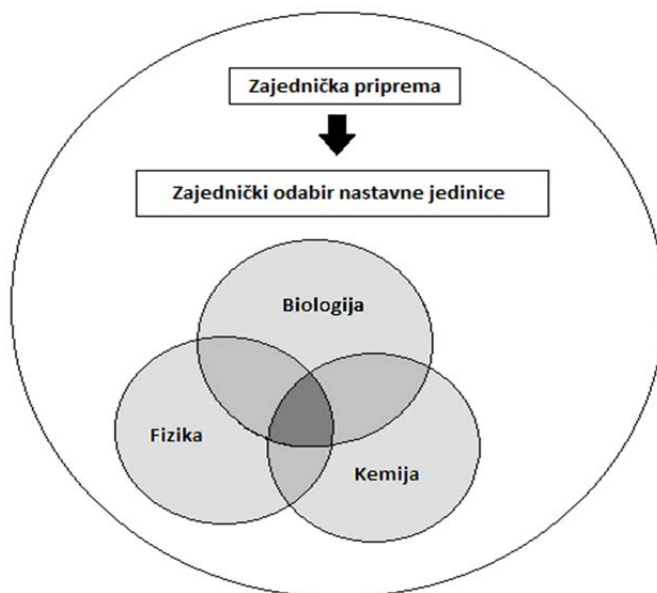 Zajednička priprema
Zajednički odabir nastavne jedinice
Biologija
Fizika
Kemija